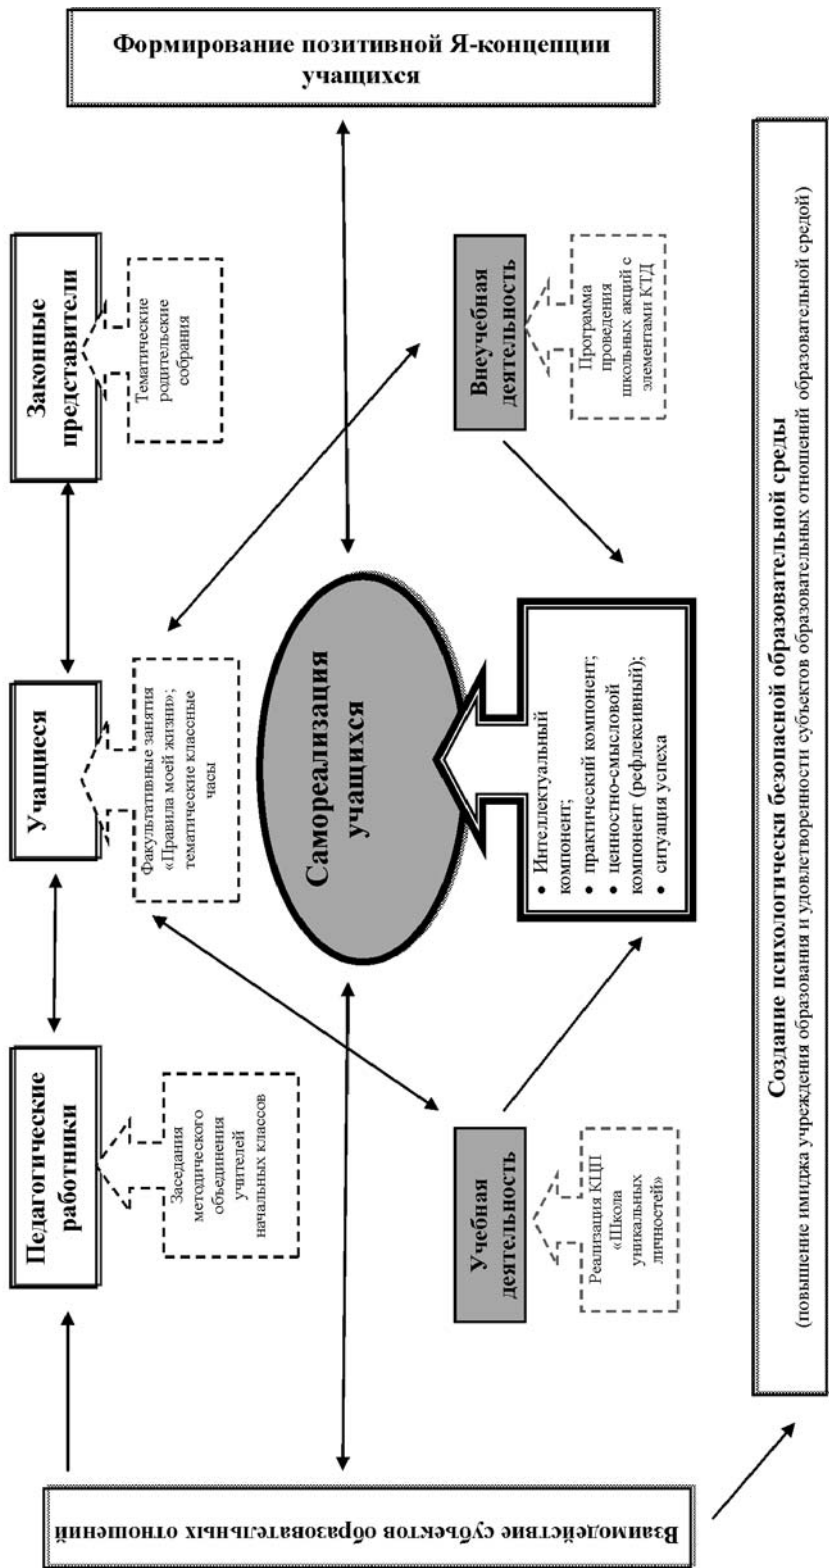 Формирование позитивной Я-концепции
учащихся
Педагогические
работники
Учащиеся
Законные
представители
Заседания
методического
объединения
учителей
начальных классов
Факультативные занятия
«Правила моей жизни»;
тематические классные
часы
Тематические
родительские
собрания
Взаимодействие субъектов образовательных отношений
Самореализация
учащихся
Учебная
деятельность
Внеучебная
деятельность
Реализация КЦП
«Школа
уникальных
личностей»
• Интеллектуальный
компонент;
• практический компонент;
• ценностно-смысловой
компонент (рефлексивный);
• ситуация успеха
Программа
проведения
школьных акций с
элементами КТД
Создание психологически безопасной образовательной среды
(повышение имиджа учреждения образования и удовлетворенности субъектов образовательных отношений образовательной средой)